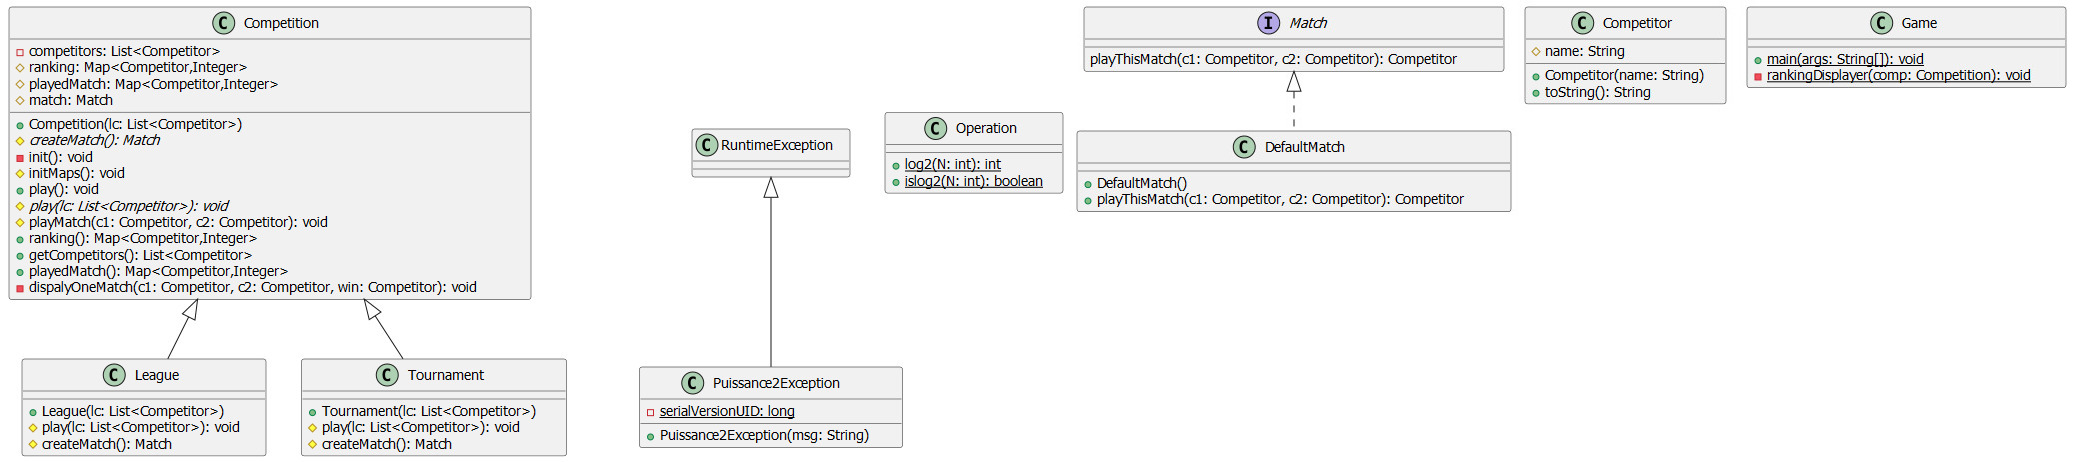 C Competition
competitors: List<Competitor>
ranking: Map<Competitor,Integer>
playedMatch: Map<Competitor,Integer>
match: Match
Competition(lc: List<Competitor>)
createMatch(): Match
init(): void
initMaps(): void
play(): void
play(lc: List<Competitor>): void
playMatch(c1: Competitor, c2: Competitor): void
ranking(): Map<Competitor,Integer>
getCompetitors(): List<Competitor>
playedMatch(): Map<Competitor,Integer>
dispalyOneMatch(c1: Competitor, c2: Competitor, win: Competitor): void
C League
League(lc: List<Competitor>)
play(lc: List<Competitor>): void
createMatch(): Match
C Tournament
Tournament(lc: List<Competitor>)
play(lc: List<Competitor>): void
createMatch(): Match
C RuntimeException
C Puissance2Exception
serialVersionUID: long
Puissance2Exception(msg: String)
C Operation
log2(N: int): int
islog2(N: int): boolean
I Match
playThisMatch(c1: Competitor, c2: Competitor): Competitor
C DefaultMatch
DefaultMatch()
playThisMatch(c1: Competitor, c2: Competitor): Competitor
C Competitor
name: String
Competitor(name: String)
toString(): String
C Game
main(args: String[]): void
rankingDisplayer(comp: Competition): void